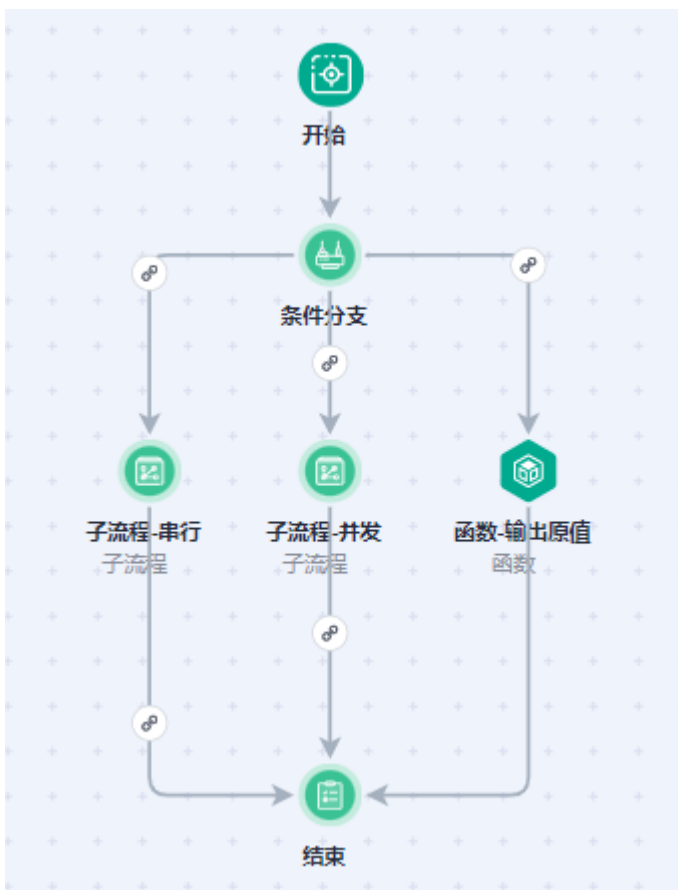 开始
条件分支
子流程-串行
子流程
子流程-并发
子流程
函数-输出原值
函数
结束